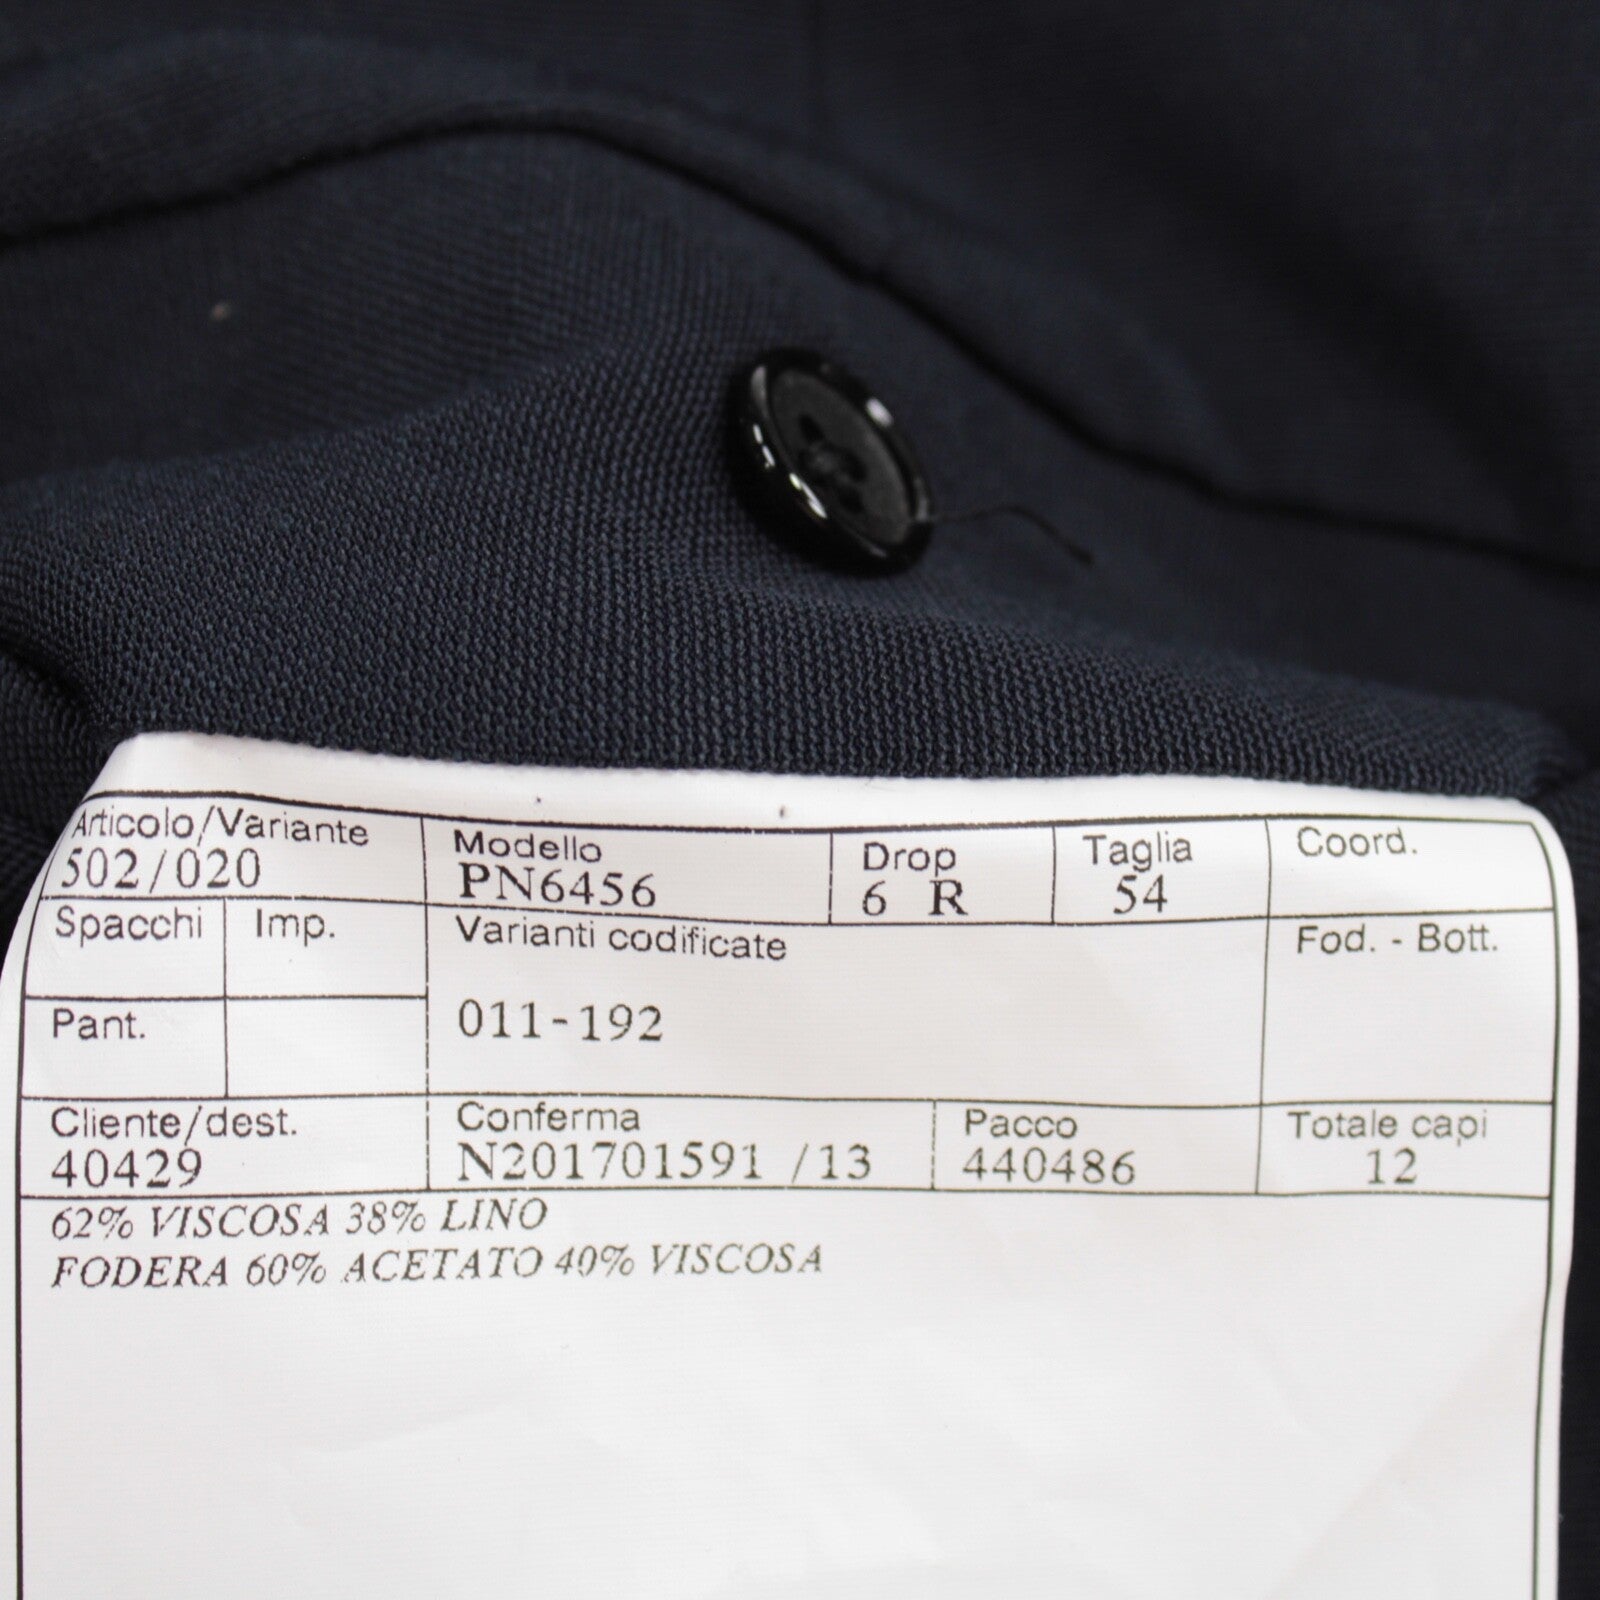 Articolo/Variante Modello Drop Taglia Coord.
502/020 PN6456 6 R 54
Spacchi Imp. Varianti codificate Fod. - Bott.
Pant. 011-192
Cliente/dest. Conferma Pacco Totale capi
40429 N201701591 /13 440486 12
62% VISCOSA 38% LINO
FODERA 60% ACETATO 40% VISCOSA